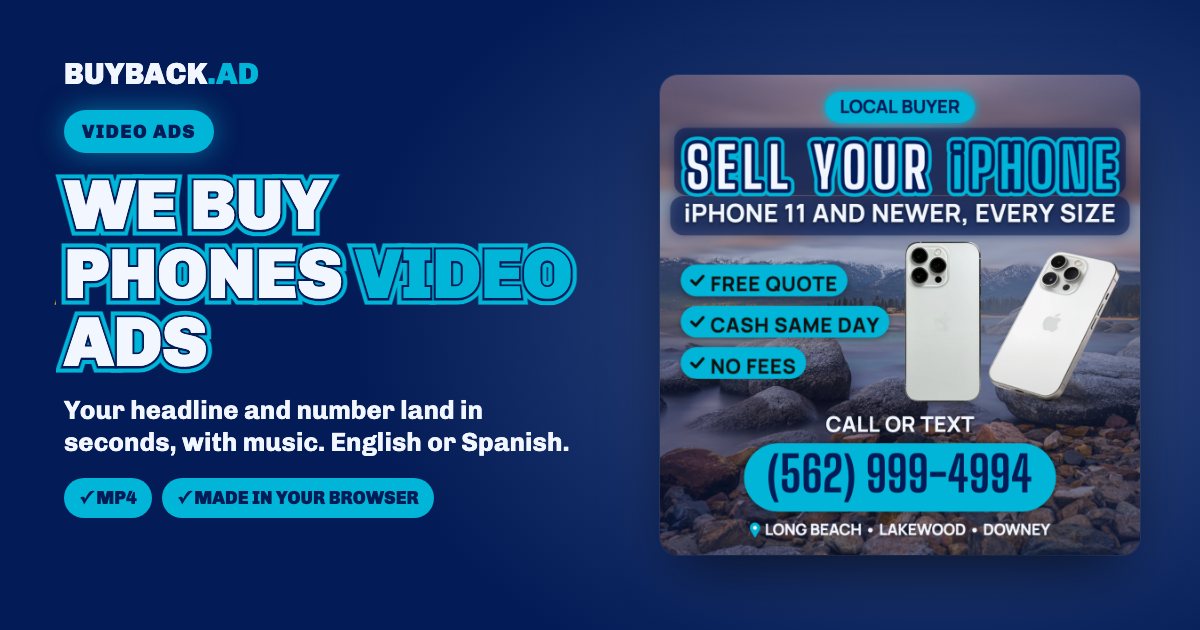 BUYBACK.AD
VIDEO ADS
WE BUY
PHONES VIDEO
ADS
Your headline and number land in
seconds, with music. English or Spanish.
✓ MP4
✓ MADE IN YOUR BROWSER
LOCAL BUYER
SELL YOUR iPHONE
iPHONE 11 AND NEWER, EVERY SIZE
✓ FREE QUOTE
✓ CASH SAME DAY
✓ NO FEES
CALL OR TEXT
(562) 999-4994
LONG BEACH • LAKEWOOD • DOWNEY